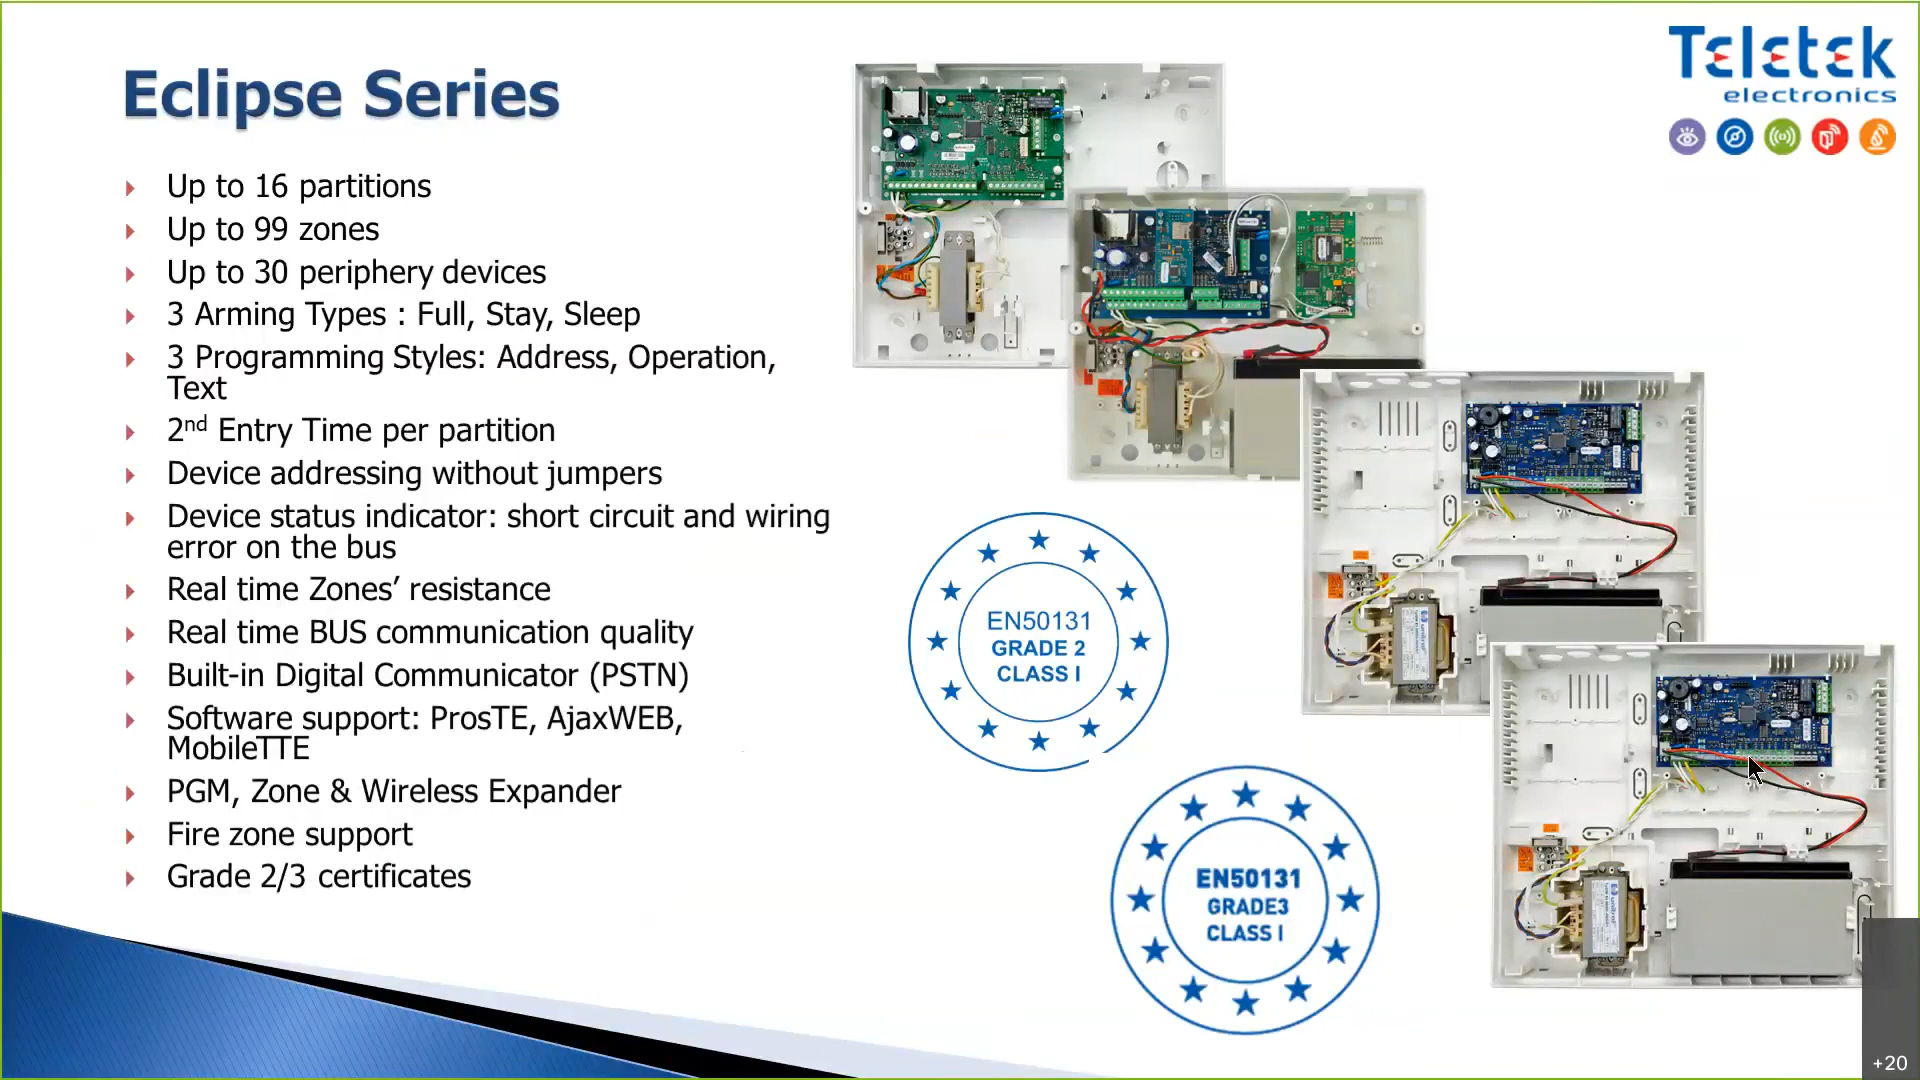 Eclipse Series
Teletek
electronics
Up to 16 partitions
Up to 99 zones
Up to 30 periphery devices
3 Arming Types : Full, Stay, Sleep
3 Programming Styles: Address, Operation,
Text
2nd Entry Time per partition
Device addressing without jumpers
Device status indicator: short circuit and wiring
error on the bus
Real time Zones’ resistance
Real time BUS communication quality
Built-in Digital Communicator (PSTN)
Software support: ProsTE, AjaxWEB,
MobileTTE
PGM, Zone & Wireless Expander
Fire zone support
Grade 2/3 certificates
EN50131
GRADE 2
CLASS I
EN50131
GRADE3
CLASS I
+20